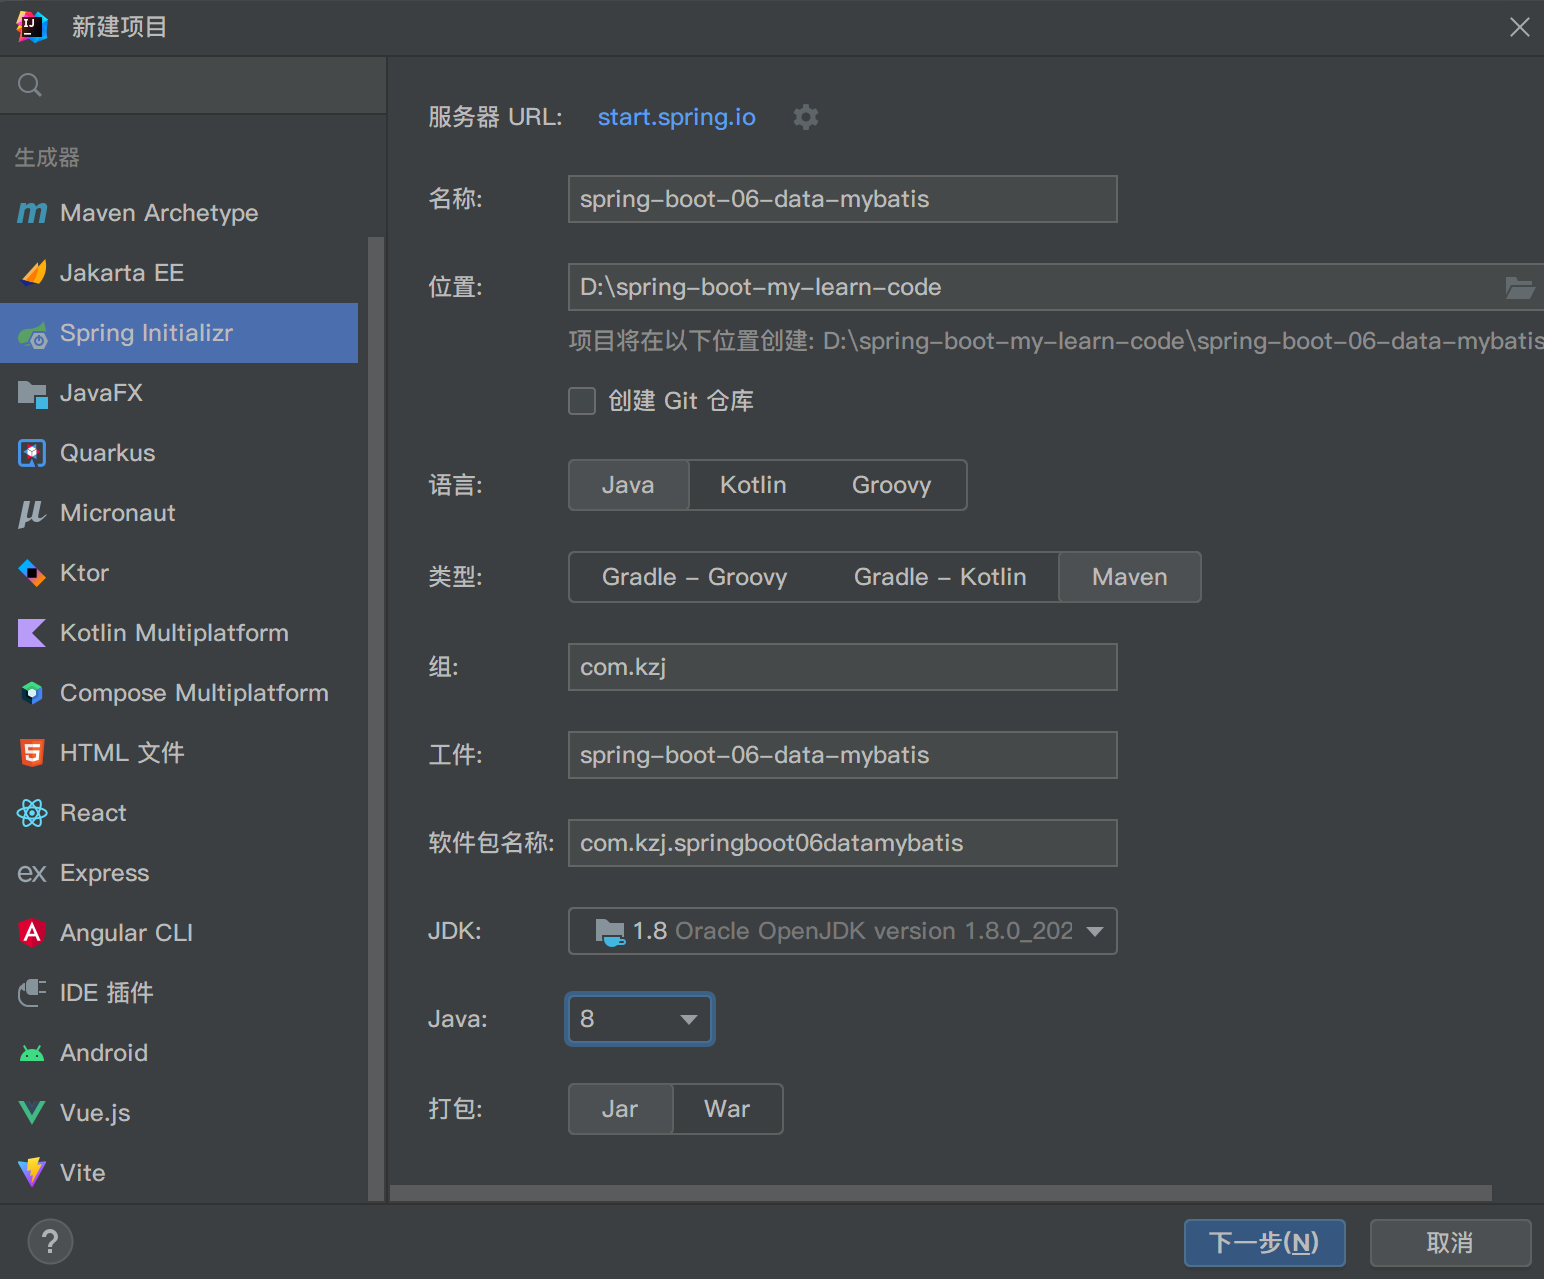 新建项目
生成器
Maven Archetype
Jakarta EE
Spring Initializr
JavaFX
Quarkus
Micronaut
Ktor
Kotlin Multiplatform
Compose Multiplatform
HTML 文件
React
Express
Angular CLI
IDE 插件
Android
Vue.js
Vite
服务器 URL: start.spring.io
名称: spring-boot-06-data-mybatis
位置: D:\spring-boot-my-learn-code
项目将在以下位置创建: D:\spring-boot-my-learn-code\spring-boot-06-data-mybatis
创建 Git 仓库
语言: Java Kotlin Groovy
类型: Gradle - Groovy Gradle - Kotlin Maven
组: com.kzj
工件: spring-boot-06-data-mybatis
软件包名称: com.kzj.springboot06datamybatis
JDK: 1.8 Oracle OpenJDK version 1.8.0_202
Java: 8
打包: Jar War
? 下一步(N) 取消